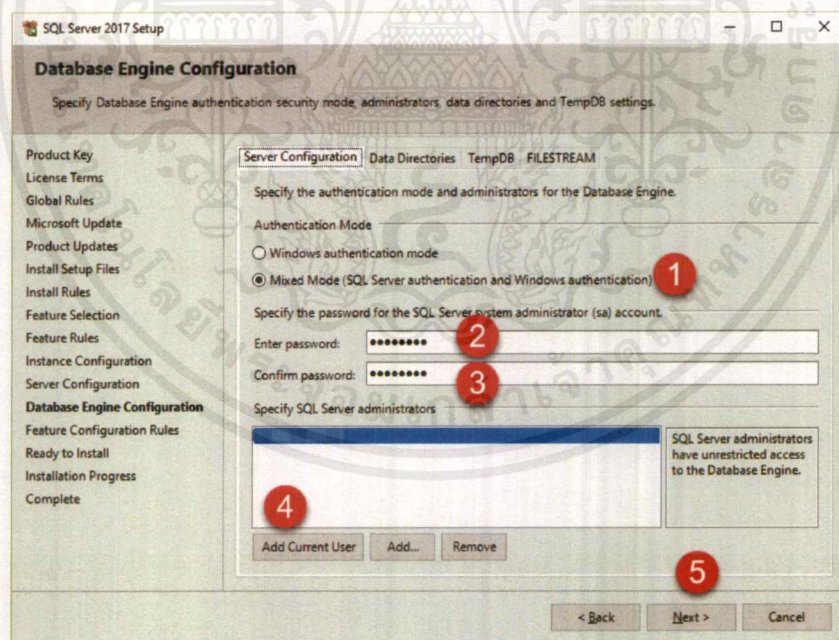 SQL Server 2017 Setup
Database Engine Configuration
Specify Database Engine authentication security mode, administrators, data directories and TempDB settings.
Product Key
License Terms
Global Rules
Microsoft Update
Product Updates
Install Setup Files
Install Rules
Feature Selection
Feature Rules
Instance Configuration
Server Configuration
Database Engine Configuration
Feature Configuration Rules
Ready to Install
Installation Progress
Complete
Server Configuration Data Directories TempDB FILESTREAM
Specify the authentication mode and administrators for the Database Engine.
Authentication Mode
Windows authentication mode
Mixed Mode (SQL Server authentication and Windows authentication) 1
Specify the password for the SQL Server system administrator (sa) account.
Enter password: •••••••• 2
Confirm password: •••••••• 3
Specify SQL Server administrators
SQL Server administrators
have unrestricted access
to the Database Engine.
4
Add Current User Add... Remove
5
< Back Next > Cancel